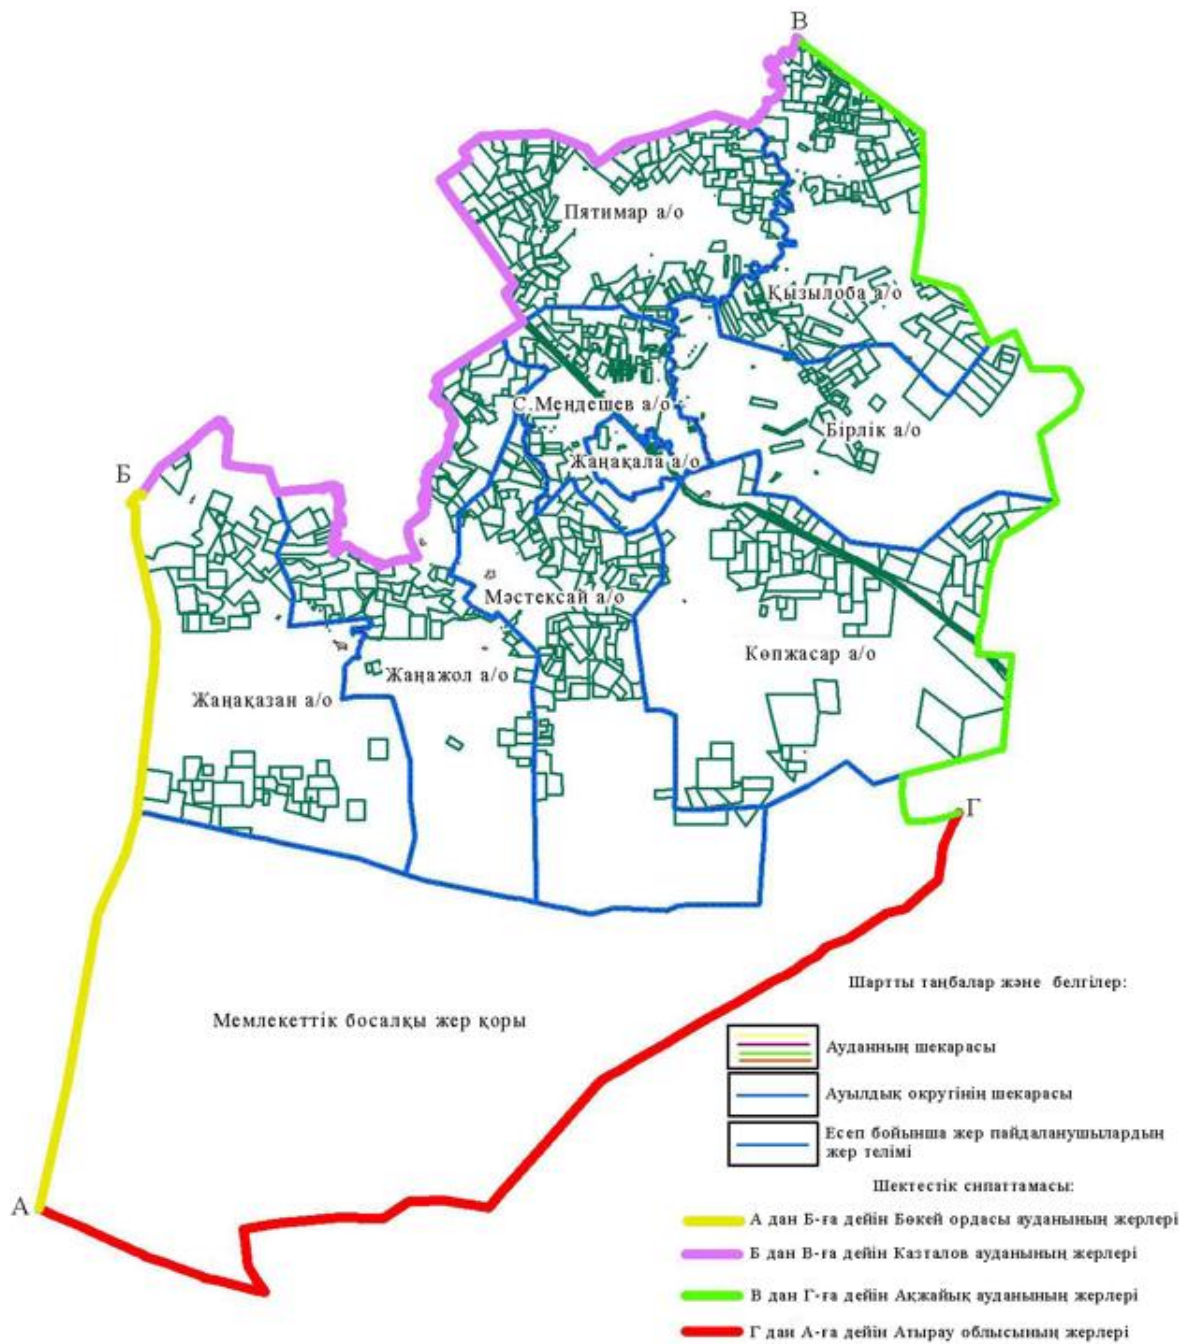 В
Пятимар а/о
Қызылоба а/о
С.Меңдешев а/о
Бірлік а/о
Жаңақала а/о
Б
Мәстексай а/о
Көпжасар а/о
Жаңажол а/о
Жаңақазан а/о
Г
Шартты таңбалар және белгілер:
Мемлекеттік босалқы жер қоры
Ауданның шекарасы
Ауылдық округінің шекарасы
Есеп бойынша жер пайдаланушылардың
жер телімі
Шектестік сипаттамасы:
А
А дан Б-ға дейін Бөкей ордасы ауданының жерлері
Б дан В-ға дейін Казталов ауданының жерлері
В дан Г-ға дейін Ақжайық ауданының жерлері
Г дан А-ға дейін Атырау облысының жерлері